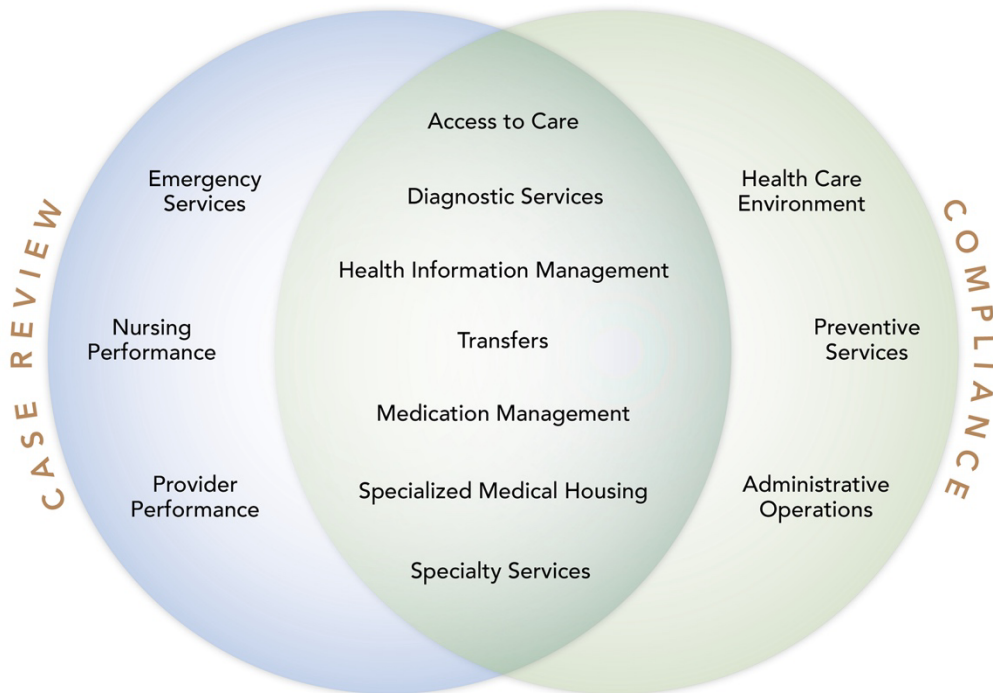 CASE REVIEW
Emergency
Services
Nursing
Performance
Provider
Performance
Access to Care
Diagnostic Services
Health Information Management
Transfers
Medication Management
Specialized Medical Housing
Specialty Services
Health Care
Environment
Preventive
Services
Administrative
Operations
COMPLIANCE